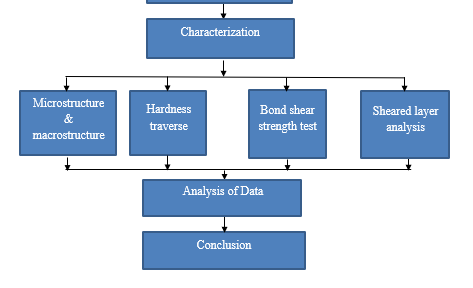 Characterization
Microstructure
&
macrostructure
Hardness
traverse
Bond shear
strength test
Sheared layer
analysis
Analysis of Data
Conclusion